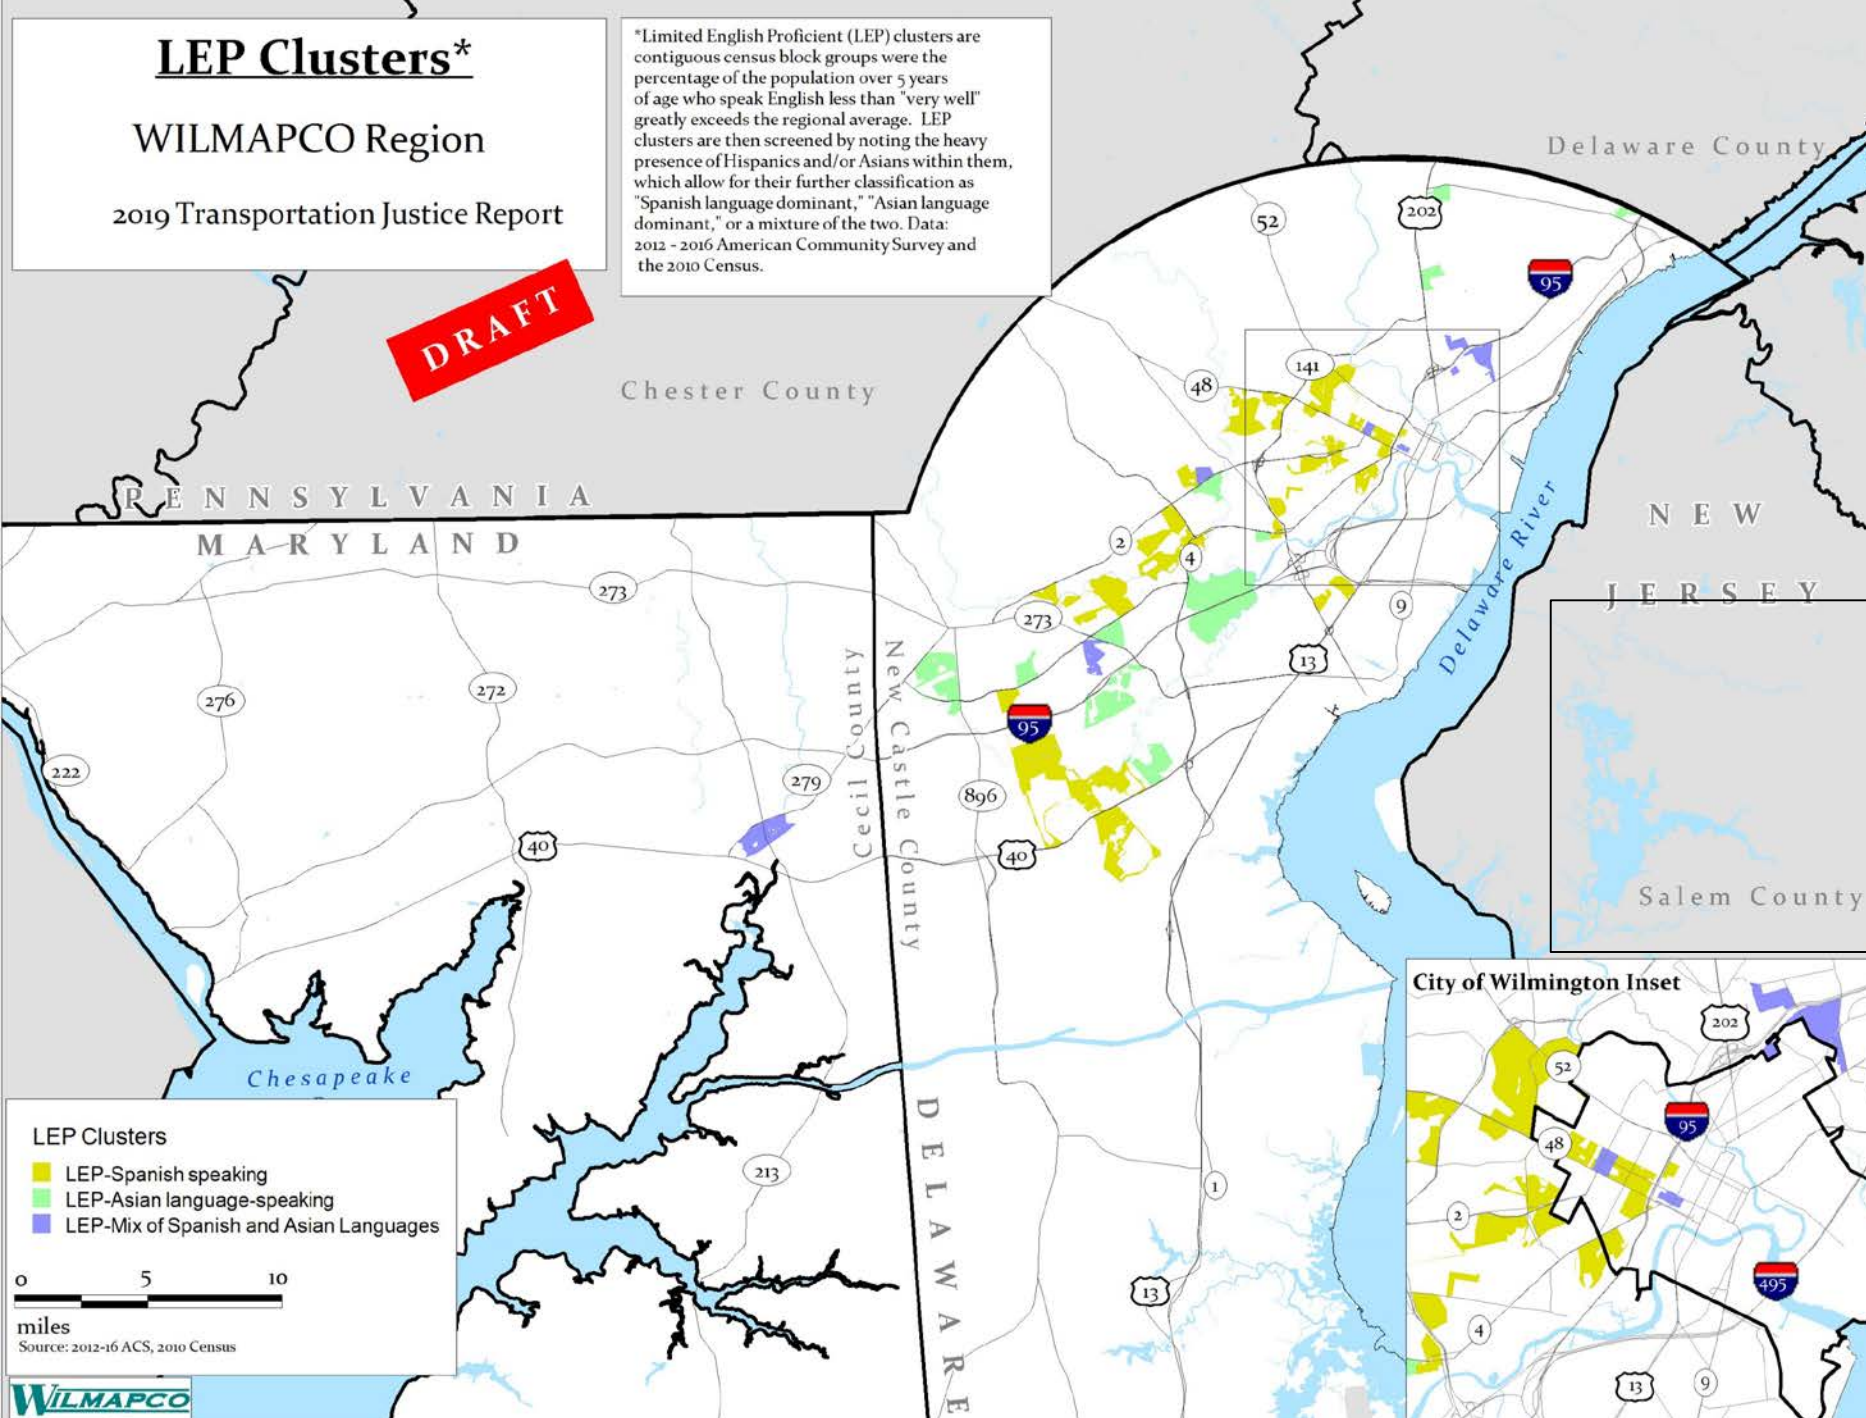 LEP Clusters*
WILMAPCO Region
2019 Transportation Justice Report
*Limited English Proficient (LEP) clusters are
contiguous census block groups were the
percentage of the population over 5 years
of age who speak English less than "very well"
greatly exceeds the regional average. LEP
clusters are then screened by noting the heavy
presence of Hispanics and/or Asians within them,
which allow for their further classification as
"Spanish language dominant," "Asian language
dominant," or a mixture of the two. Data:
2012 - 2016 American Community Survey and
the 2010 Census.
DRAFT
Delaware County
Chester County
PENNSYLVANIA
MARYLAND
NEW
JERSEY
Delaware River
Salem County
New Castle County
Cecil County
DELAWARE
Chesapeake
52
202
95
141
48
2
4
273
273
9
13
276
272
222
279
95
896
40
40
213
1
13
City of Wilmington Inset
202
52
95
48
2
495
4
13
9
LEP Clusters
LEP-Spanish speaking
LEP-Asian language-speaking
LEP-Mix of Spanish and Asian Languages
0 5 10
miles
Source: 2012-16 ACS, 2010 Census
WILMAPCO